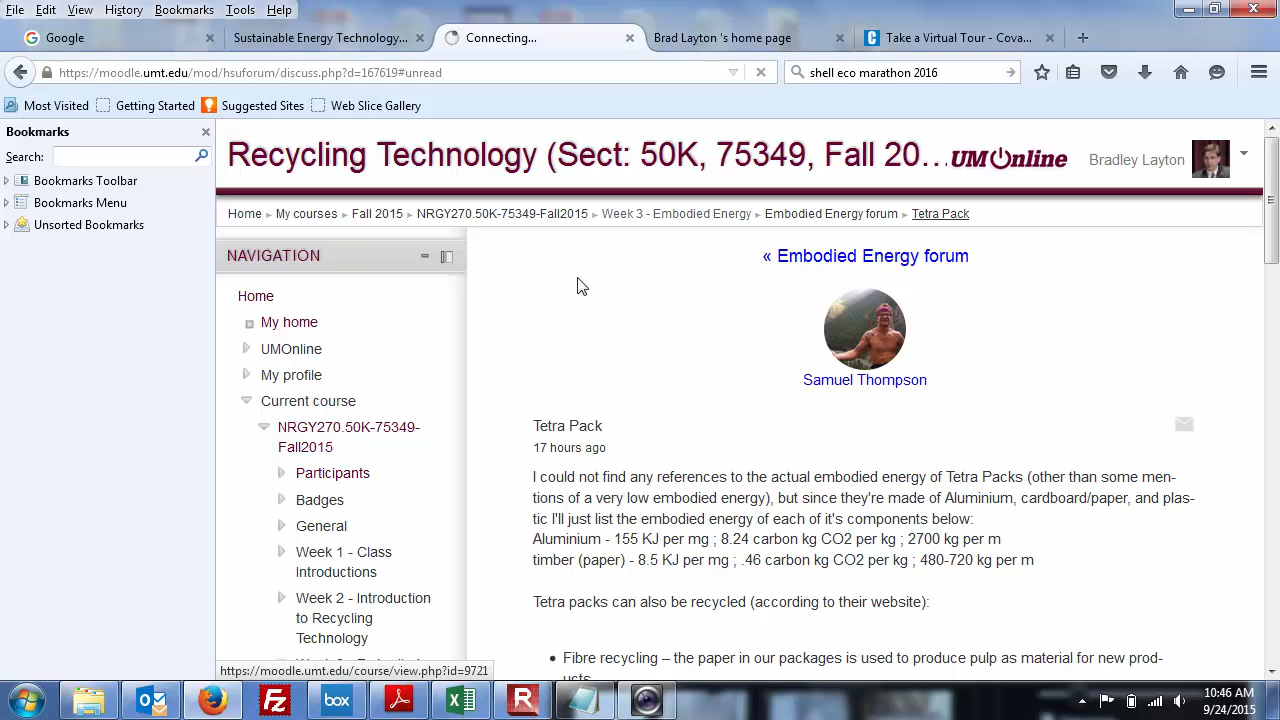 File Edit View History Bookmarks Tools Help
Google
Sustainable Energy Technology...
Connecting...
Brad Layton 's home page
Take a Virtual Tour - Cova...
https://moodle.umt.edu/mod/hsuforum/discuss.php?d=167619#unread
shell eco marathon 2016
Most Visited Getting Started Suggested Sites Web Slice Gallery
Bookmarks
Search:
Bookmarks Toolbar
Bookmarks Menu
Unsorted Bookmarks
Recycling Technology (Sect: 50K, 75349, Fall 20...
UMOnline
Bradley Layton
Home ▸ My courses ▸ Fall 2015 ▸ NRGY270.50K-75349-Fall2015 ▸ Week 3 - Embodied Energy ▸ Embodied Energy forum ▸ Tetra Pack
NAVIGATION
Home
My home
UMOnline
My profile
Current course
NRGY270.50K-75349-
Fall2015
Participants
Badges
General
Week 1 - Class
Introductions
Week 2 - Introduction
to Recycling
Technology
https://moodle.umt.edu/course/view.php?id=9721
« Embodied Energy forum
Samuel Thompson
Tetra Pack
17 hours ago
I could not find any references to the actual embodied energy of Tetra Packs (other than some men-
tions of a very low embodied energy), but since they're made of Aluminium, cardboard/paper, and plas-
tic I'll just list the embodied energy of each of it's components below:
Aluminium - 155 KJ per mg ; 8.24 carbon kg CO2 per kg ; 2700 kg per m
timber (paper) - 8.5 KJ per mg ; .46 carbon kg CO2 per kg ; 480-720 kg per m
Tetra packs can also be recycled (according to their website):
• Fibre recycling – the paper in our packages is used to produce pulp as material for new prod-
ucts
box
10:46 AM
9/24/2015